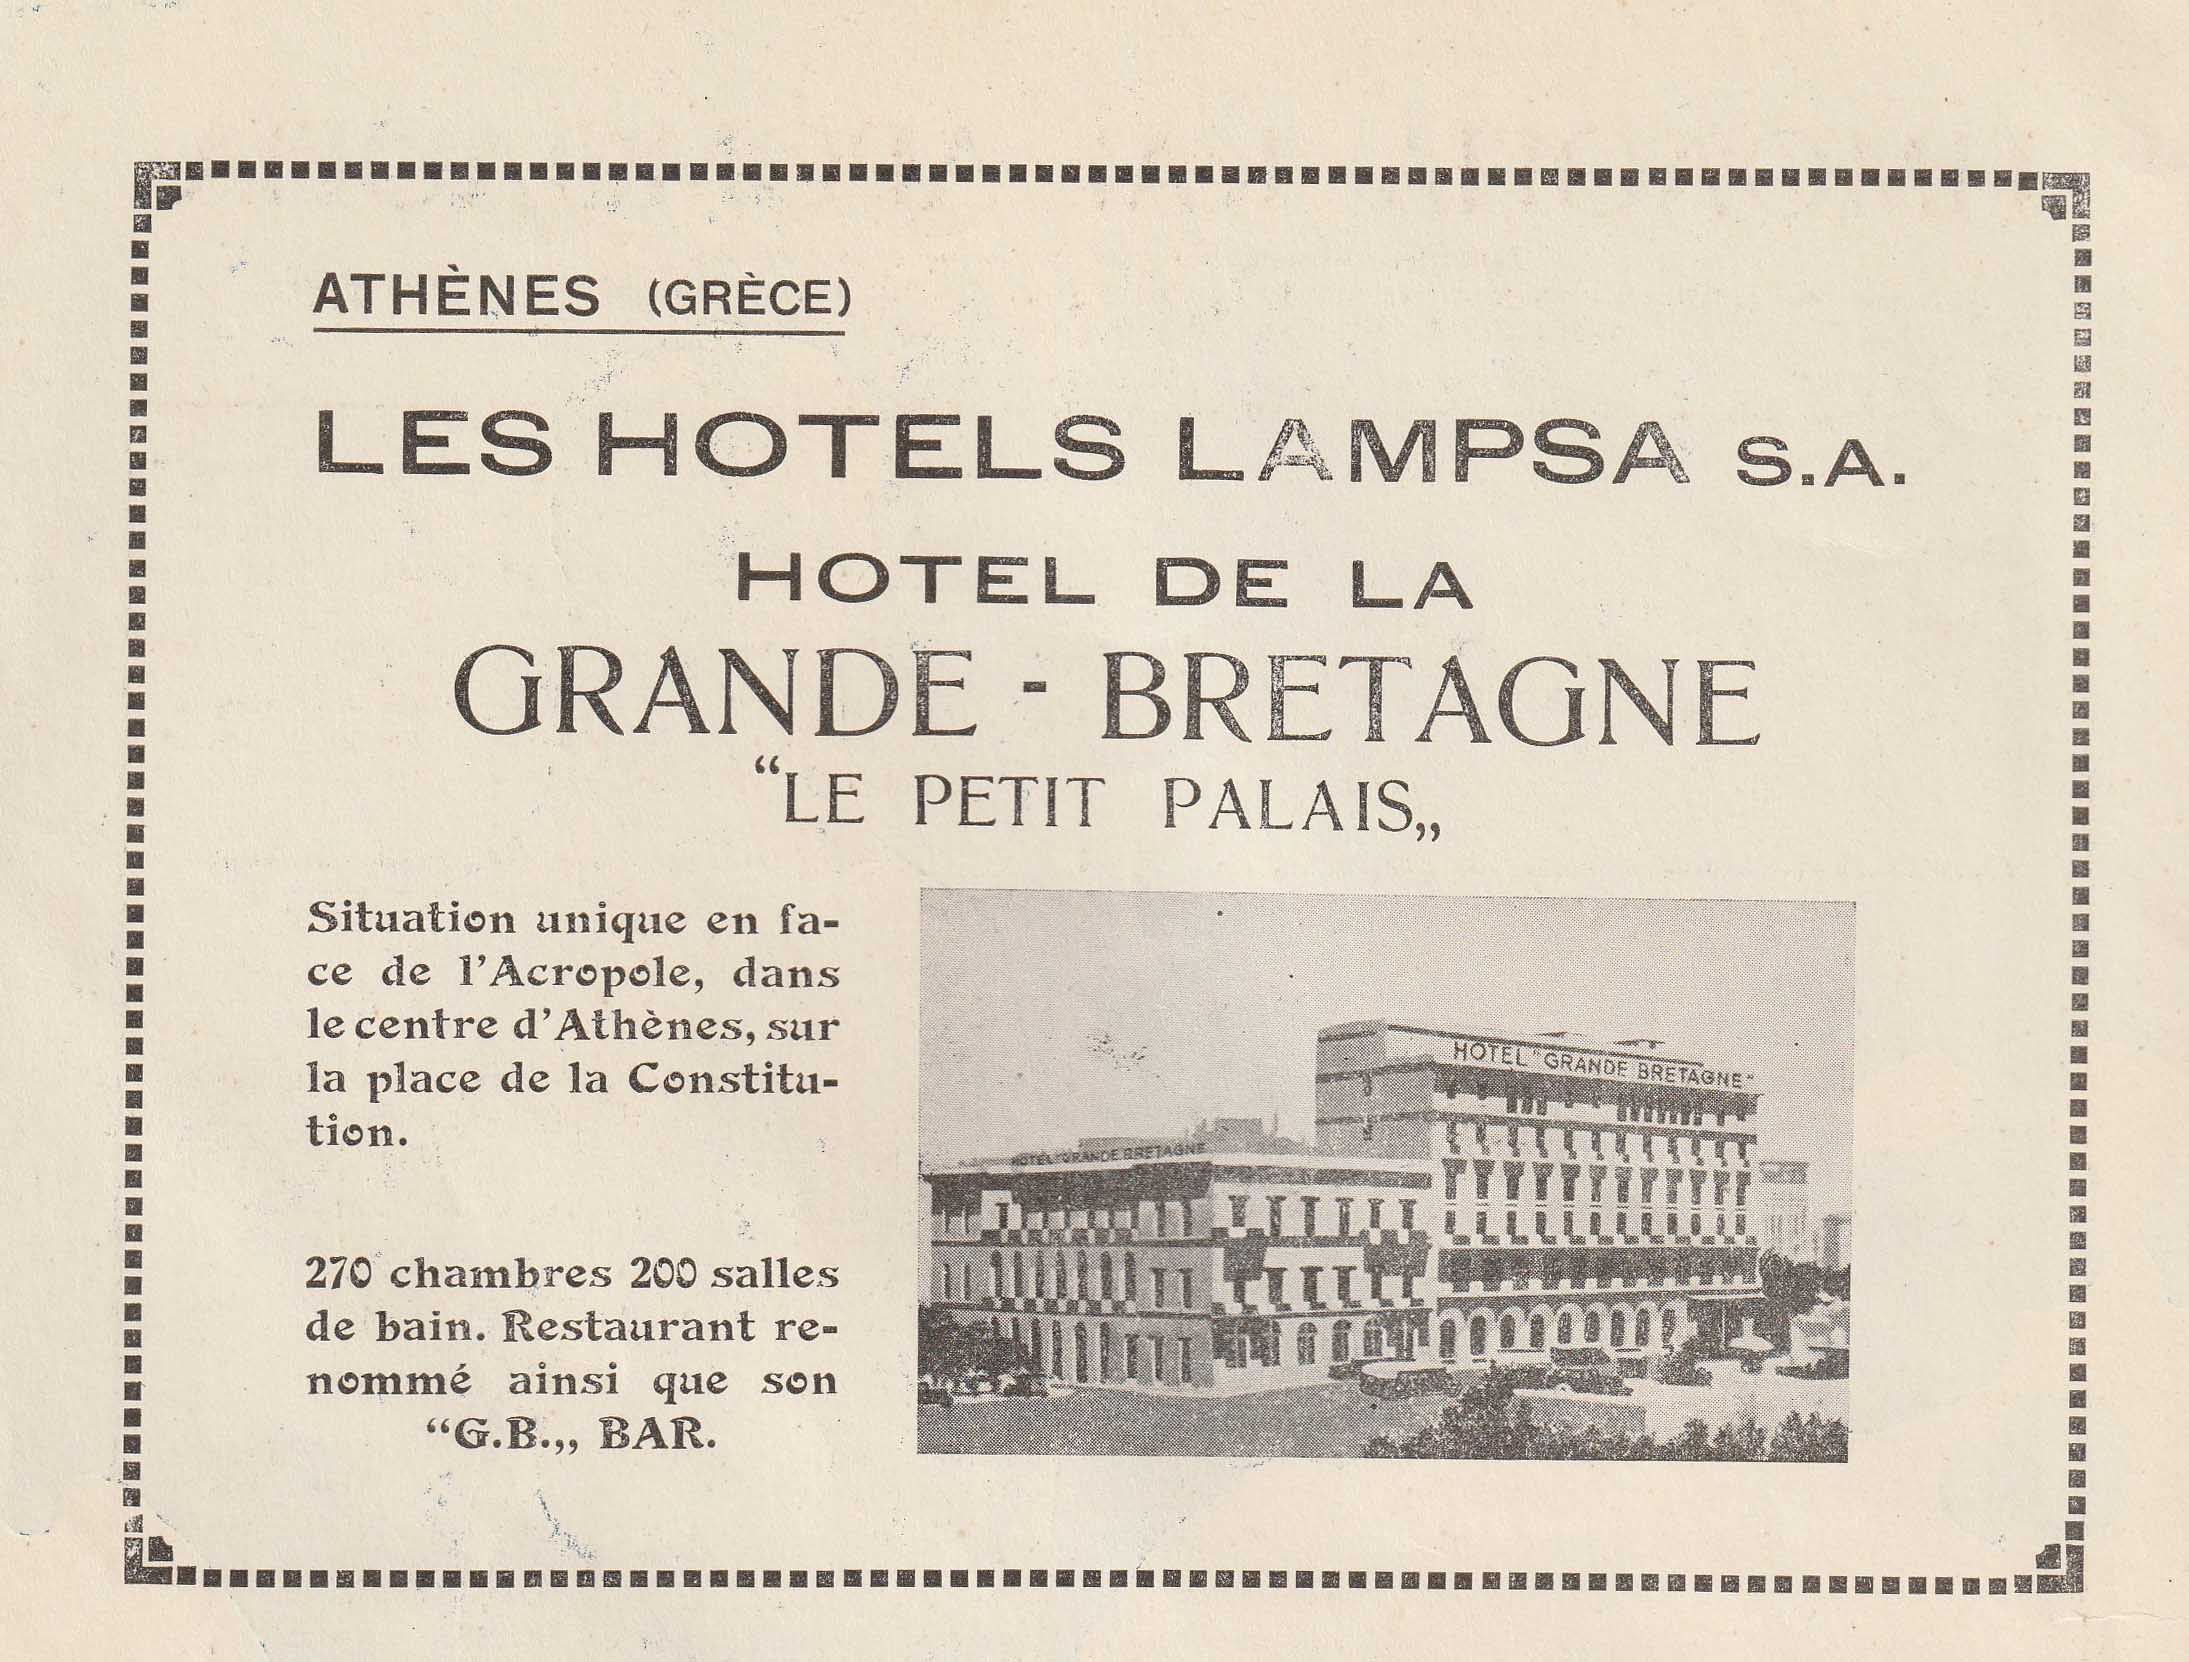 ATHÈNES (GRÈCE)
LES HOTELS LAMPSA S.A.
HOTEL DE LA
GRANDE - BRETAGNE
“LE PETIT PALAIS„
Situation unique en fa-
ce de l'Acropole, dans
le centre d'Athènes, sur
la place de la Constitu-
tion.
270 chambres 200 salles
de bain. Restaurant re-
nommé ainsi que son
“G.B.„ BAR.
HOTEL "GRANDE BRETAGNE"
HOTEL "GRANDE BRETAGNE